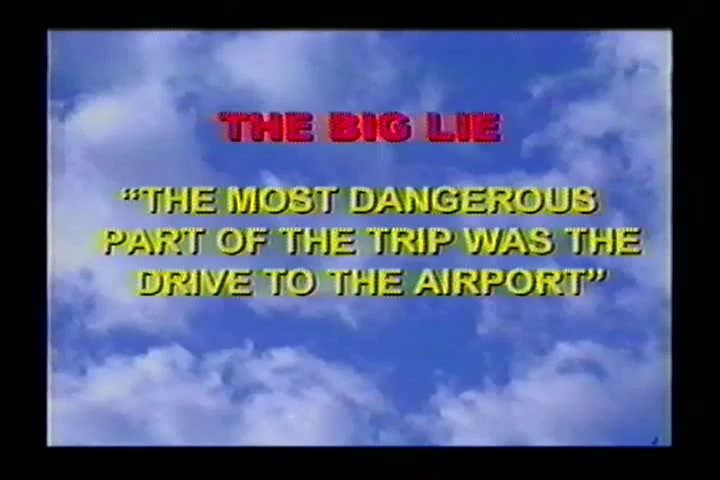 THE BIG LIE
“THE MOST DANGEROUS
PART OF THE TRIP WAS THE
DRIVE TO THE AIRPORT”